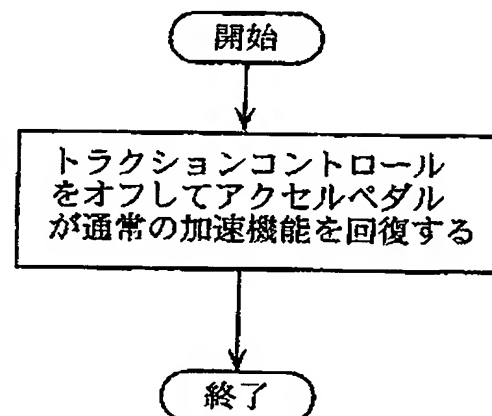 開始
トラクションコントロール
をオフしてアクセルペダル
が通常の加速機能を回復する
終了